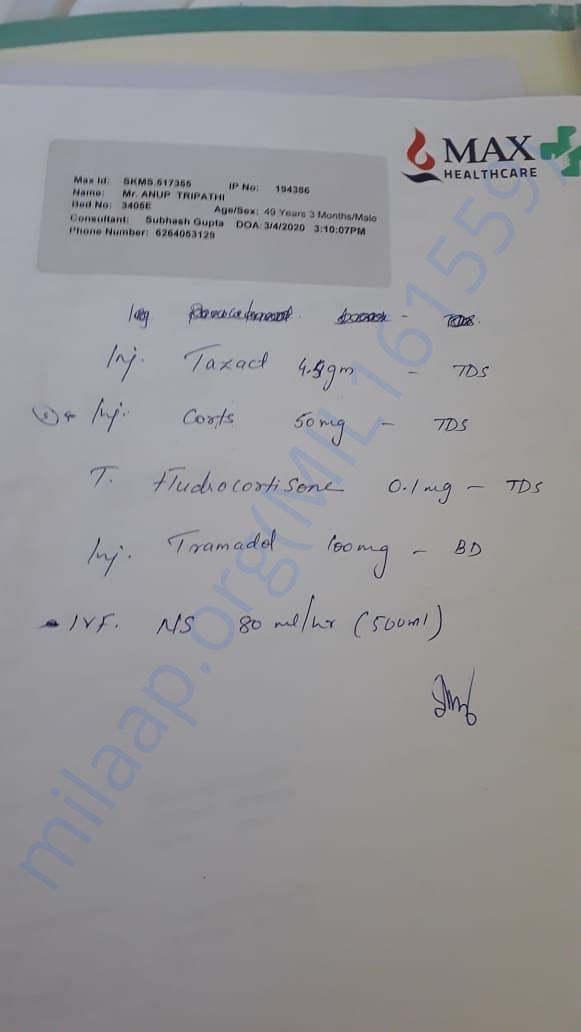 MAX
HEALTHCARE
Max Id: SKMS.517355 IP No: 194386
Name: Mr. ANUP TRIPATHI
Bed No: 3405E Age/Sex: 49 Years 3 Months/Male
Consultant: Subhash Gupta DOA: 3/4/2020 3:10:07PM
Phone Number: 6264053129
Inj. Taxact 4.5gm - TDS
Inj. Corts 50mg - TDS
T. Fludrocortisone 0.1mg - TDS
Inj. Tramadol 100mg - BD
- IVF. NS 80 ml/hr (500ml)
milaap.org(MIL161559